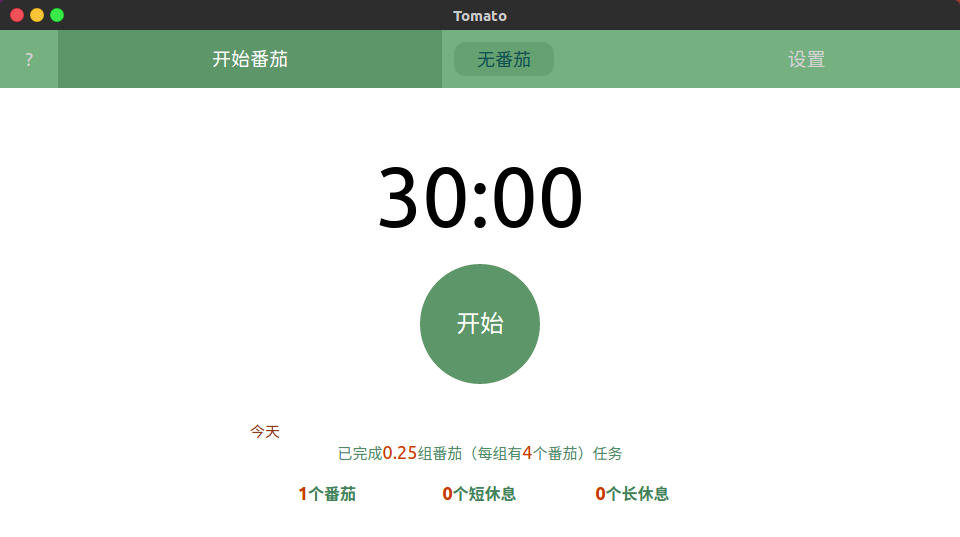 Tomato
? 开始番茄 无番茄 设置
30:00
开始
今天
已完成0.25组番茄（每组有4个番茄）任务
1个番茄 0个短休息 0个长休息